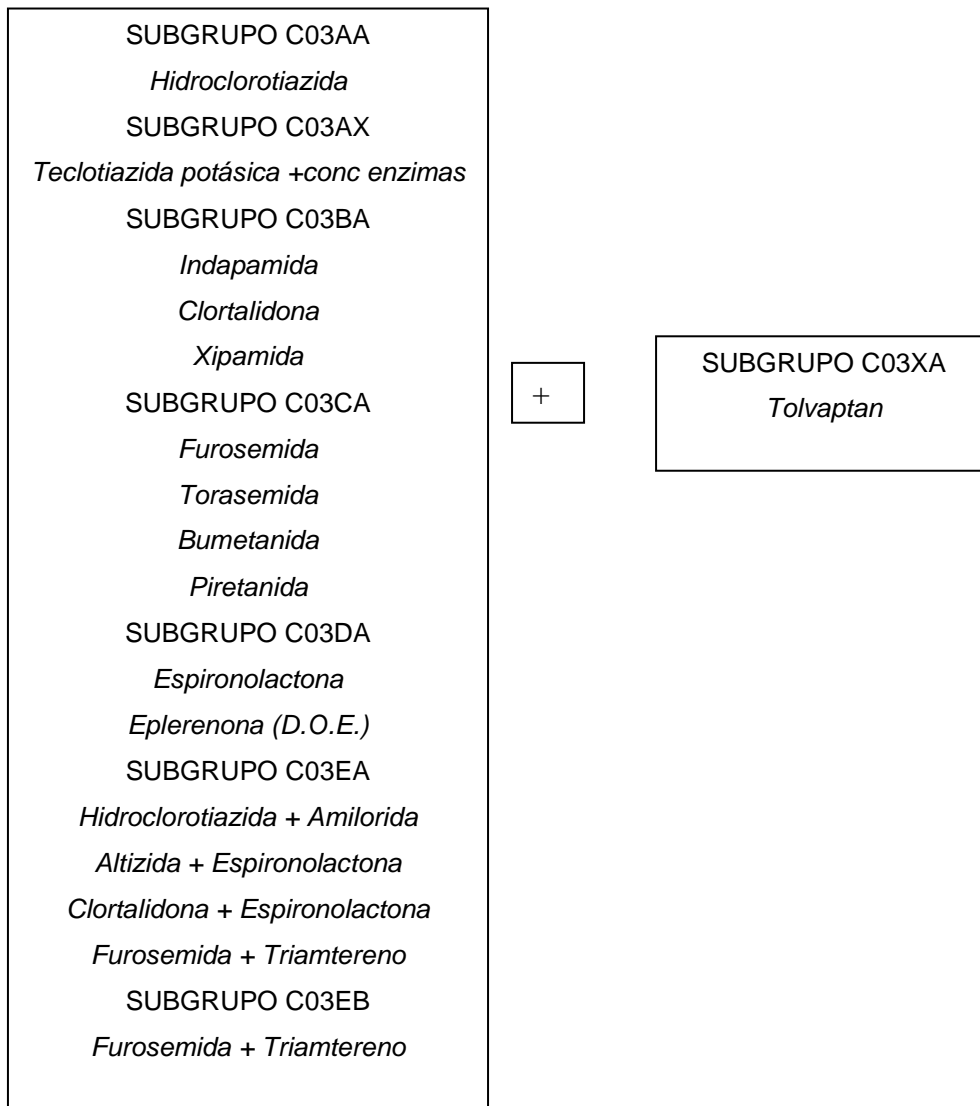 SUBGRUPO C03AA
Hidroclorotiazida
SUBGRUPO C03AX
Teclotiazida potásica +conc enzimas
SUBGRUPO C03BA
Indapamida
Clortalidona
Xipamida
SUBGRUPO C03CA
Furosemida
Torasemida
Bumetanida
Piretanida
SUBGRUPO C03DA
Espironolactona
Eplerenona (D.O.E.)
SUBGRUPO C03EA
Hidroclorotiazida + Amilorida
Altizida + Espironolactona
Clortalidona + Espironolactona
Furosemida + Triamtereno
SUBGRUPO C03EB
Furosemida + Triamtereno
+
SUBGRUPO C03XA
Tolvaptan